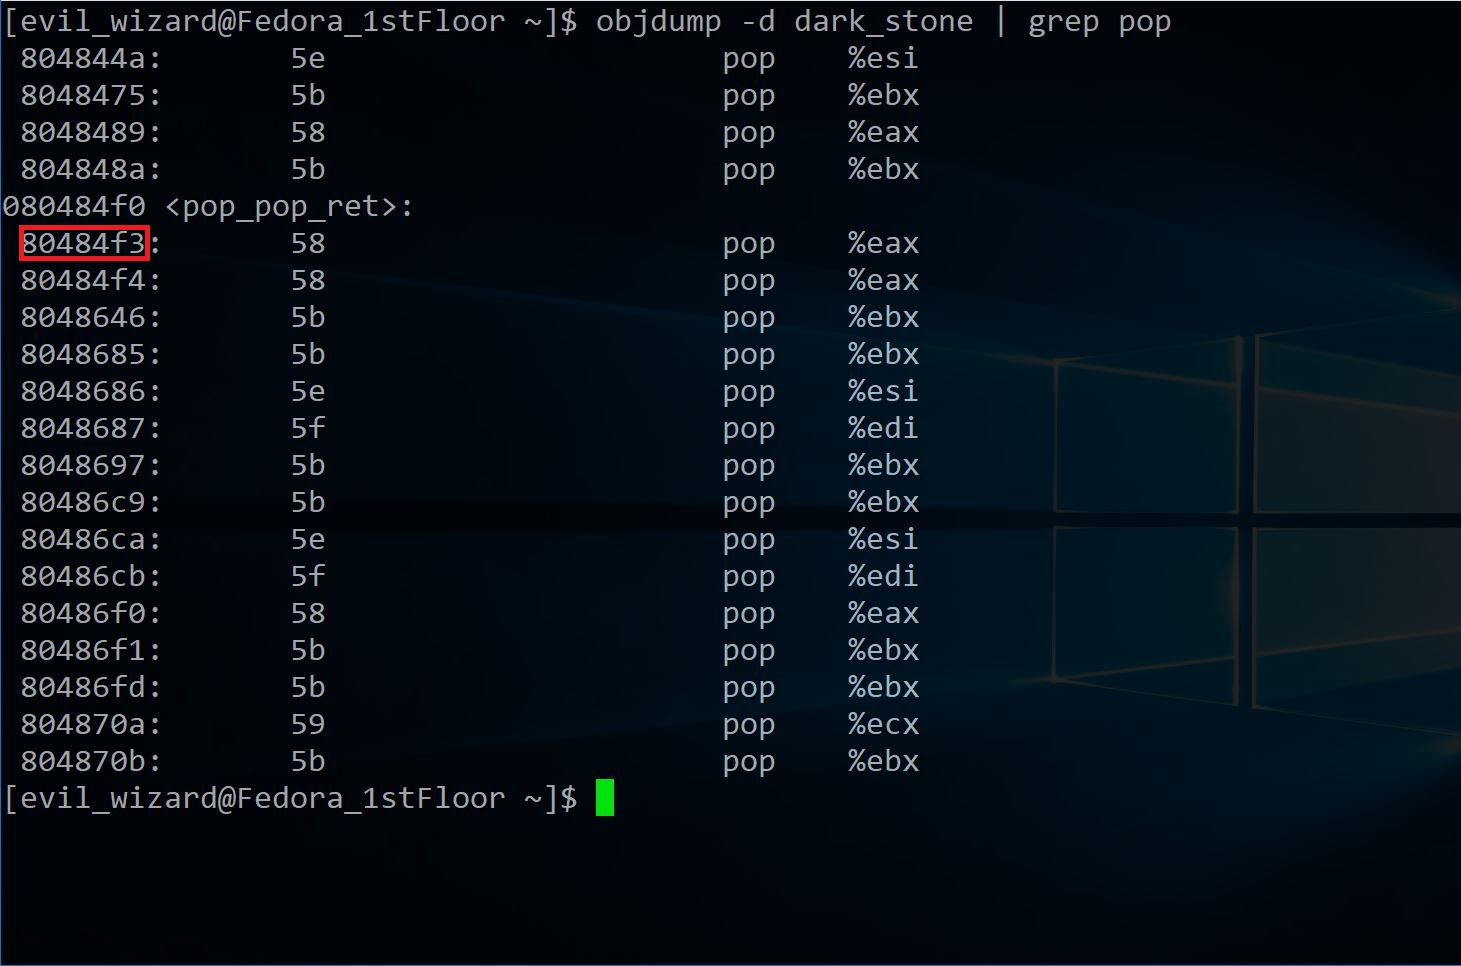 [evil_wizard@Fedora_1stFloor ~]$ objdump -d dark_stone | grep pop
804844a: 5e pop %esi
8048475: 5b pop %ebx
8048489: 58 pop %eax
804848a: 5b pop %ebx
080484f0 <pop_pop_ret>:
80484f3: 58 pop %eax
80484f4: 58 pop %eax
8048646: 5b pop %ebx
8048685: 5b pop %ebx
8048686: 5e pop %esi
8048687: 5f pop %edi
8048697: 5b pop %ebx
80486c9: 5b pop %ebx
80486ca: 5e pop %esi
80486cb: 5f pop %edi
80486f0: 58 pop %eax
80486f1: 5b pop %ebx
80486fd: 5b pop %ebx
804870a: 59 pop %ecx
804870b: 5b pop %ebx
[evil_wizard@Fedora_1stFloor ~]$